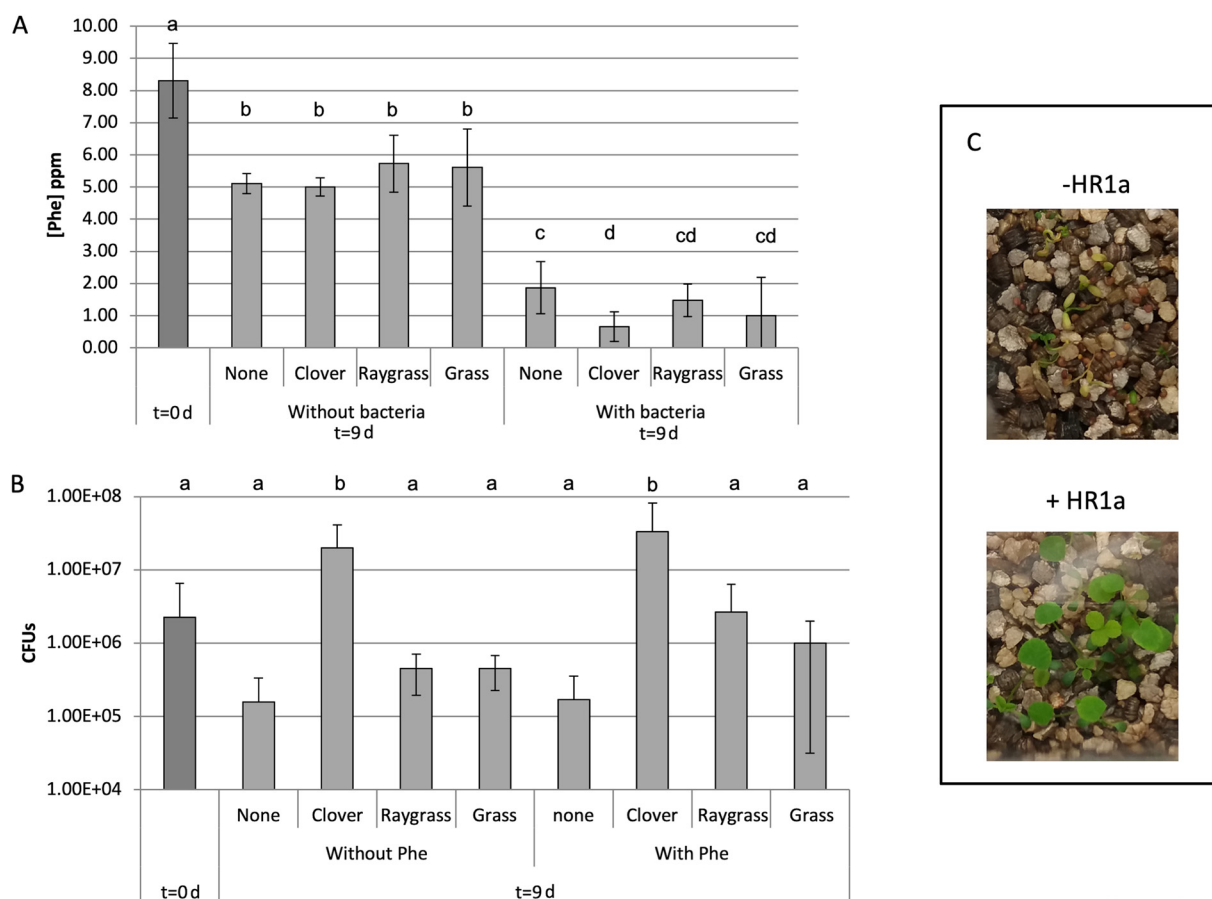 A
10.00
9.00
8.00
7.00
6.00
5.00
4.00
3.00
2.00
1.00
0.00
[Phe] ppm
a
b b b b
c d cd cd
None Clover Raygrass Grass None Clover Raygrass Grass
t=0 d Without bacteria With bacteria
t=9 d t=9 d
B
1.00E+08
1.00E+07
1.00E+06
1.00E+05
1.00E+04
CFUs
a a b a a a b a a
None Clover Raygrass Grass none Clover Raygrass Grass
Without Phe With Phe
t=0 d t=9 d
C
-HR1a
+ HR1a